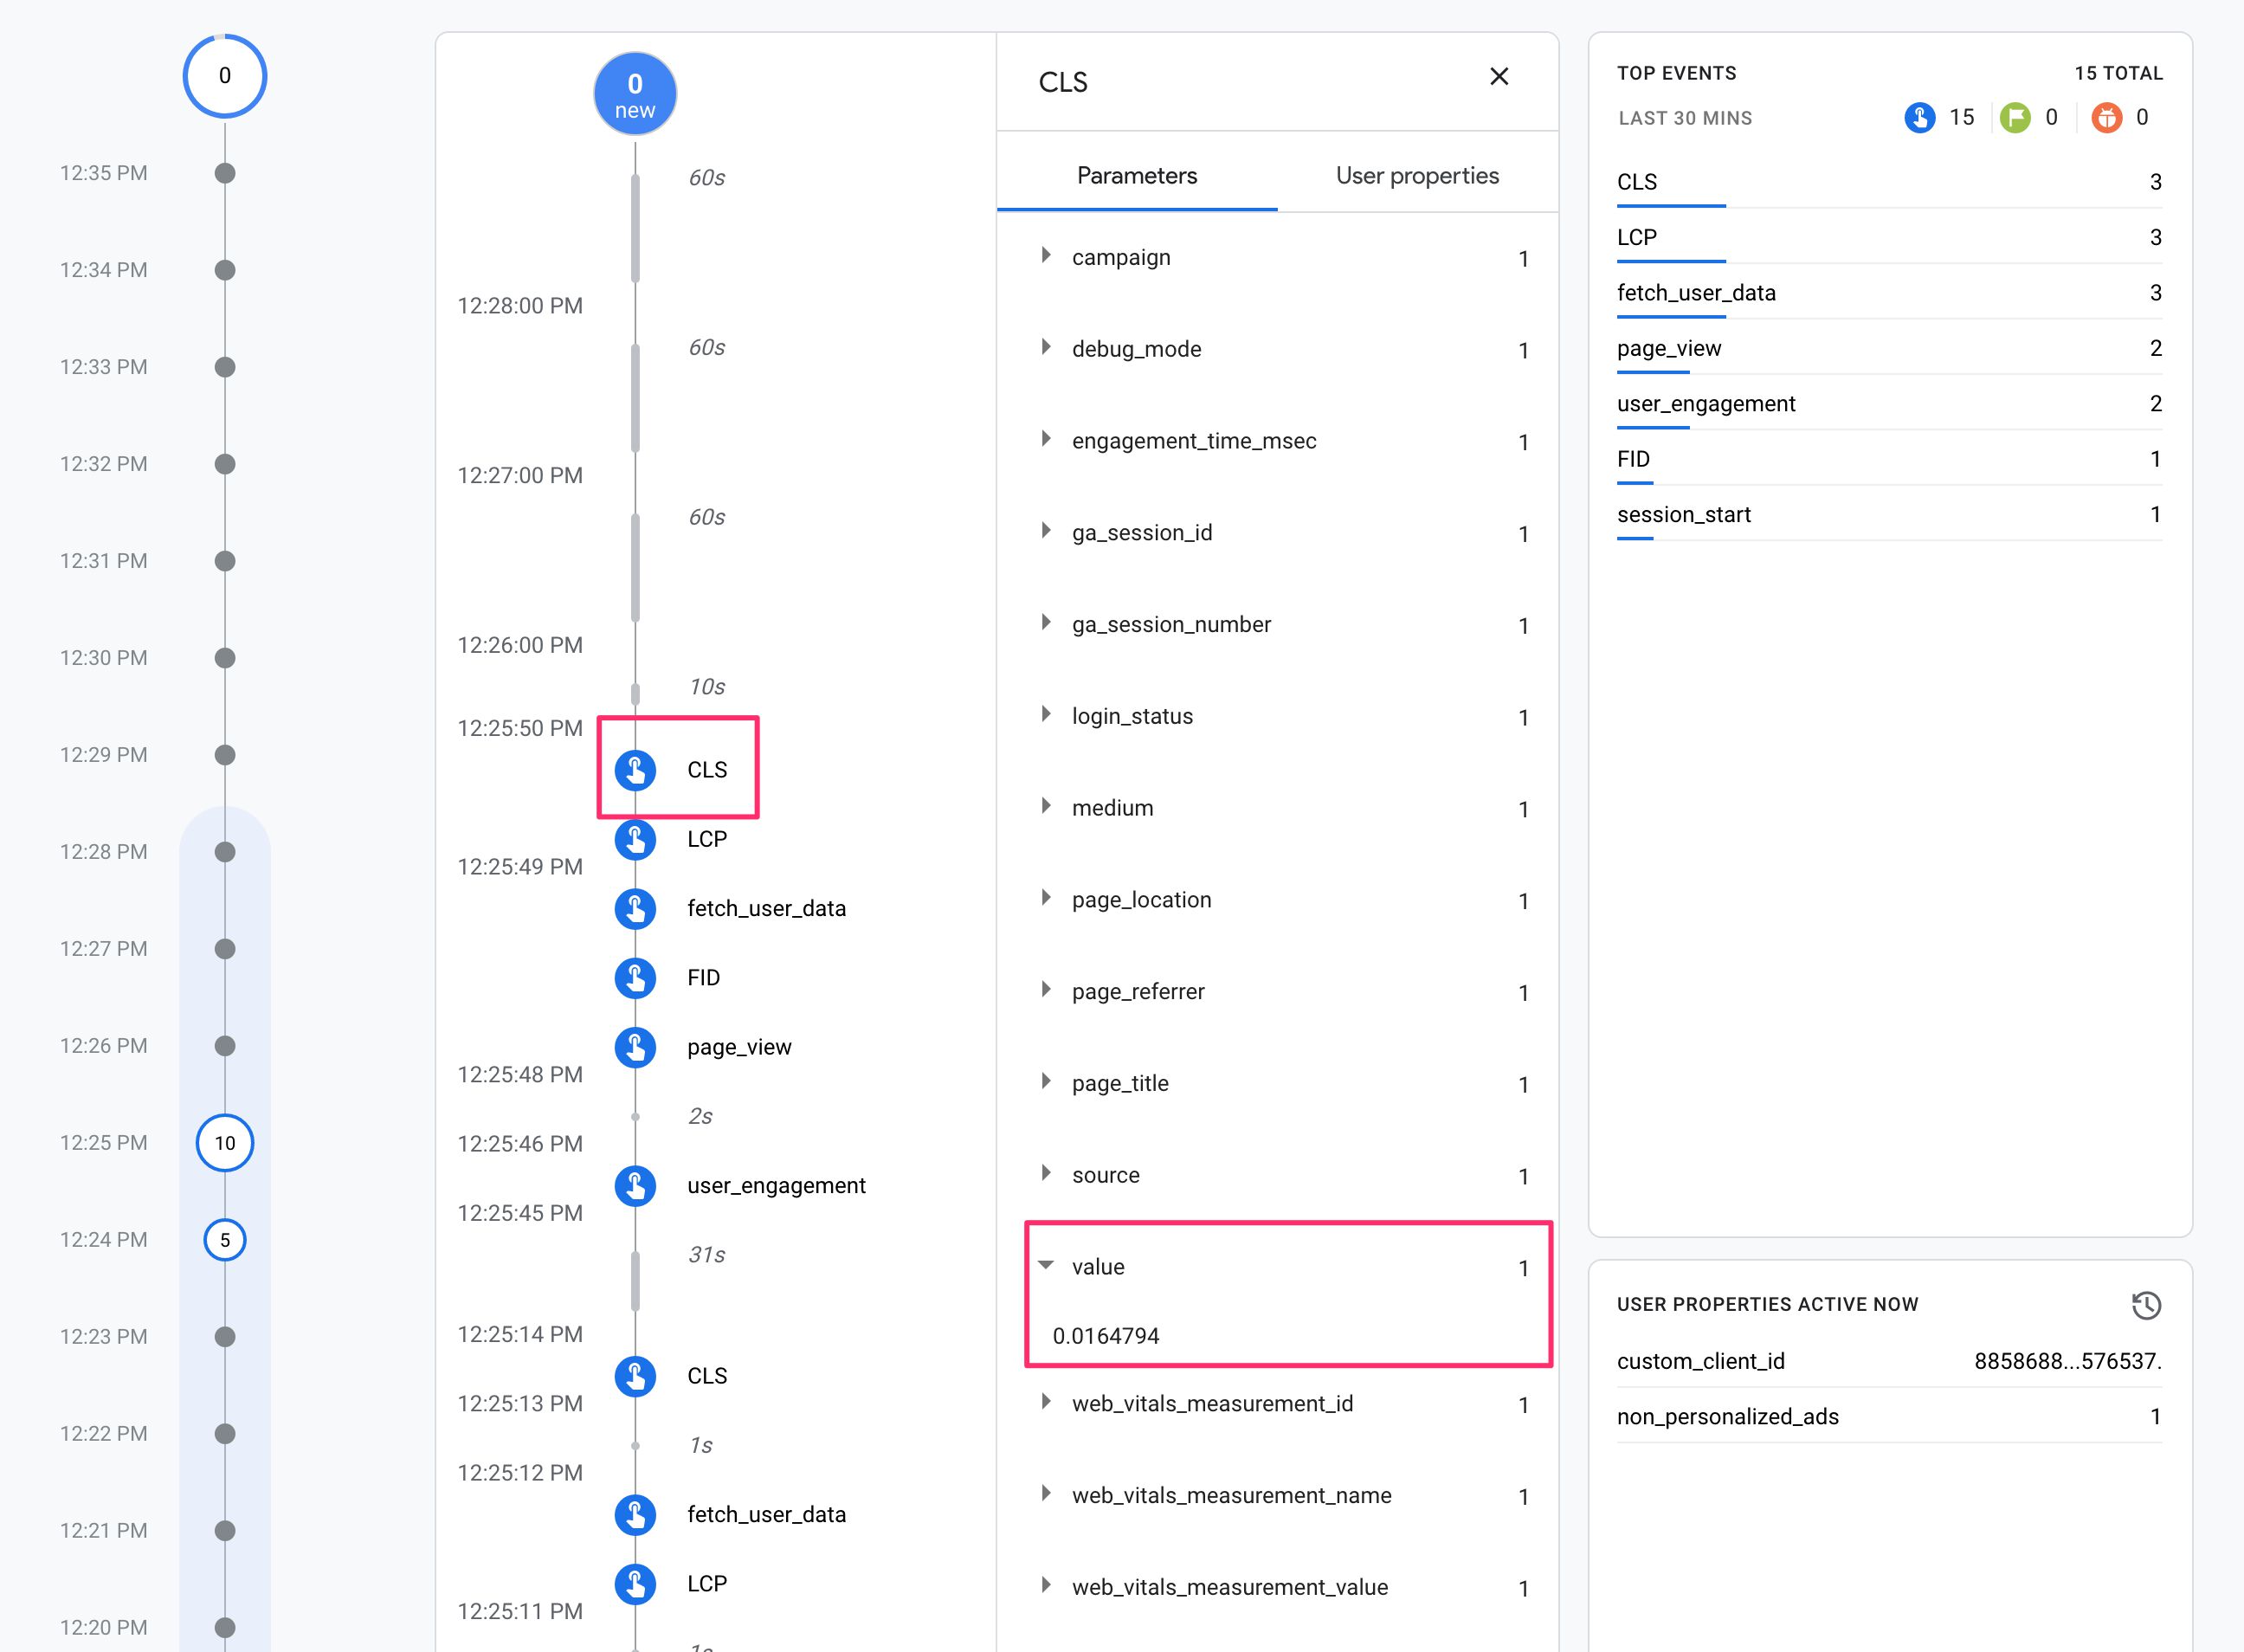 0
12:35 PM
12:34 PM
12:33 PM
12:32 PM
12:31 PM
12:30 PM
12:29 PM
12:28 PM
12:27 PM
12:26 PM
12:25 PM 10
12:24 PM 5
12:23 PM
12:22 PM
12:21 PM
12:20 PM
0
new
60s
12:28:00 PM
60s
12:27:00 PM
60s
12:26:00 PM
10s
12:25:50 PM
CLS
LCP
12:25:49 PM
fetch_user_data
FID
page_view
12:25:48 PM
2s
12:25:46 PM
user_engagement
12:25:45 PM
31s
12:25:14 PM
CLS
12:25:13 PM
1s
12:25:12 PM
fetch_user_data
LCP
12:25:11 PM
1s
CLS
Parameters User properties
campaign 1
debug_mode 1
engagement_time_msec 1
ga_session_id 1
ga_session_number 1
login_status 1
medium 1
page_location 1
page_referrer 1
page_title 1
source 1
value 1
0.0164794
web_vitals_measurement_id 1
web_vitals_measurement_name 1
web_vitals_measurement_value 1
TOP EVENTS 15 TOTAL
LAST 30 MINS 15 0 0
CLS 3
LCP 3
fetch_user_data 3
page_view 2
user_engagement 2
FID 1
session_start 1
USER PROPERTIES ACTIVE NOW
custom_client_id 8858688...576537.
non_personalized_ads 1